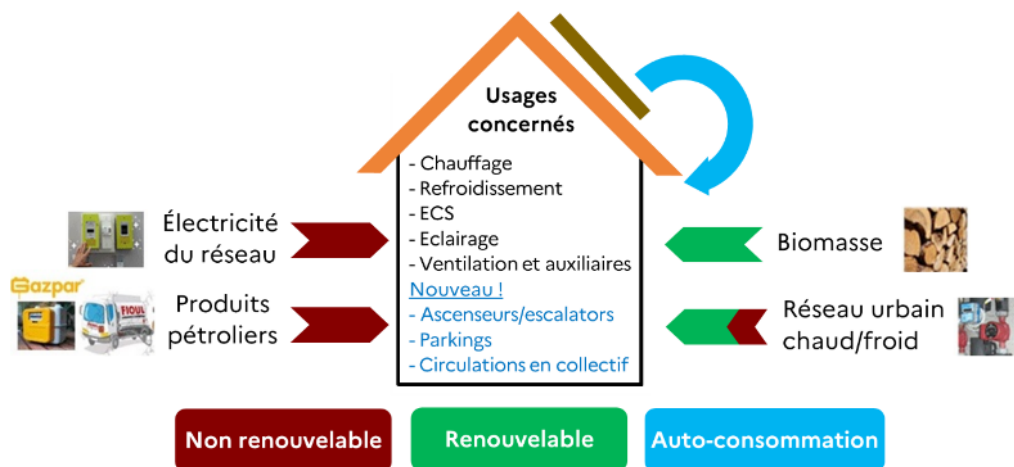 Usages
concernés
- Chauffage
- Refroidissement
- ECS
- Eclairage
- Ventilation et auxiliaires
Nouveau !
- Ascenseurs/escalators
- Parkings
- Circulations en collectif
Électricité
du réseau
Gazpar
FIOUL
Produits
pétroliers
Biomasse
Réseau urbain
chaud/froid
Non renouvelable
Renouvelable
Auto-consommation